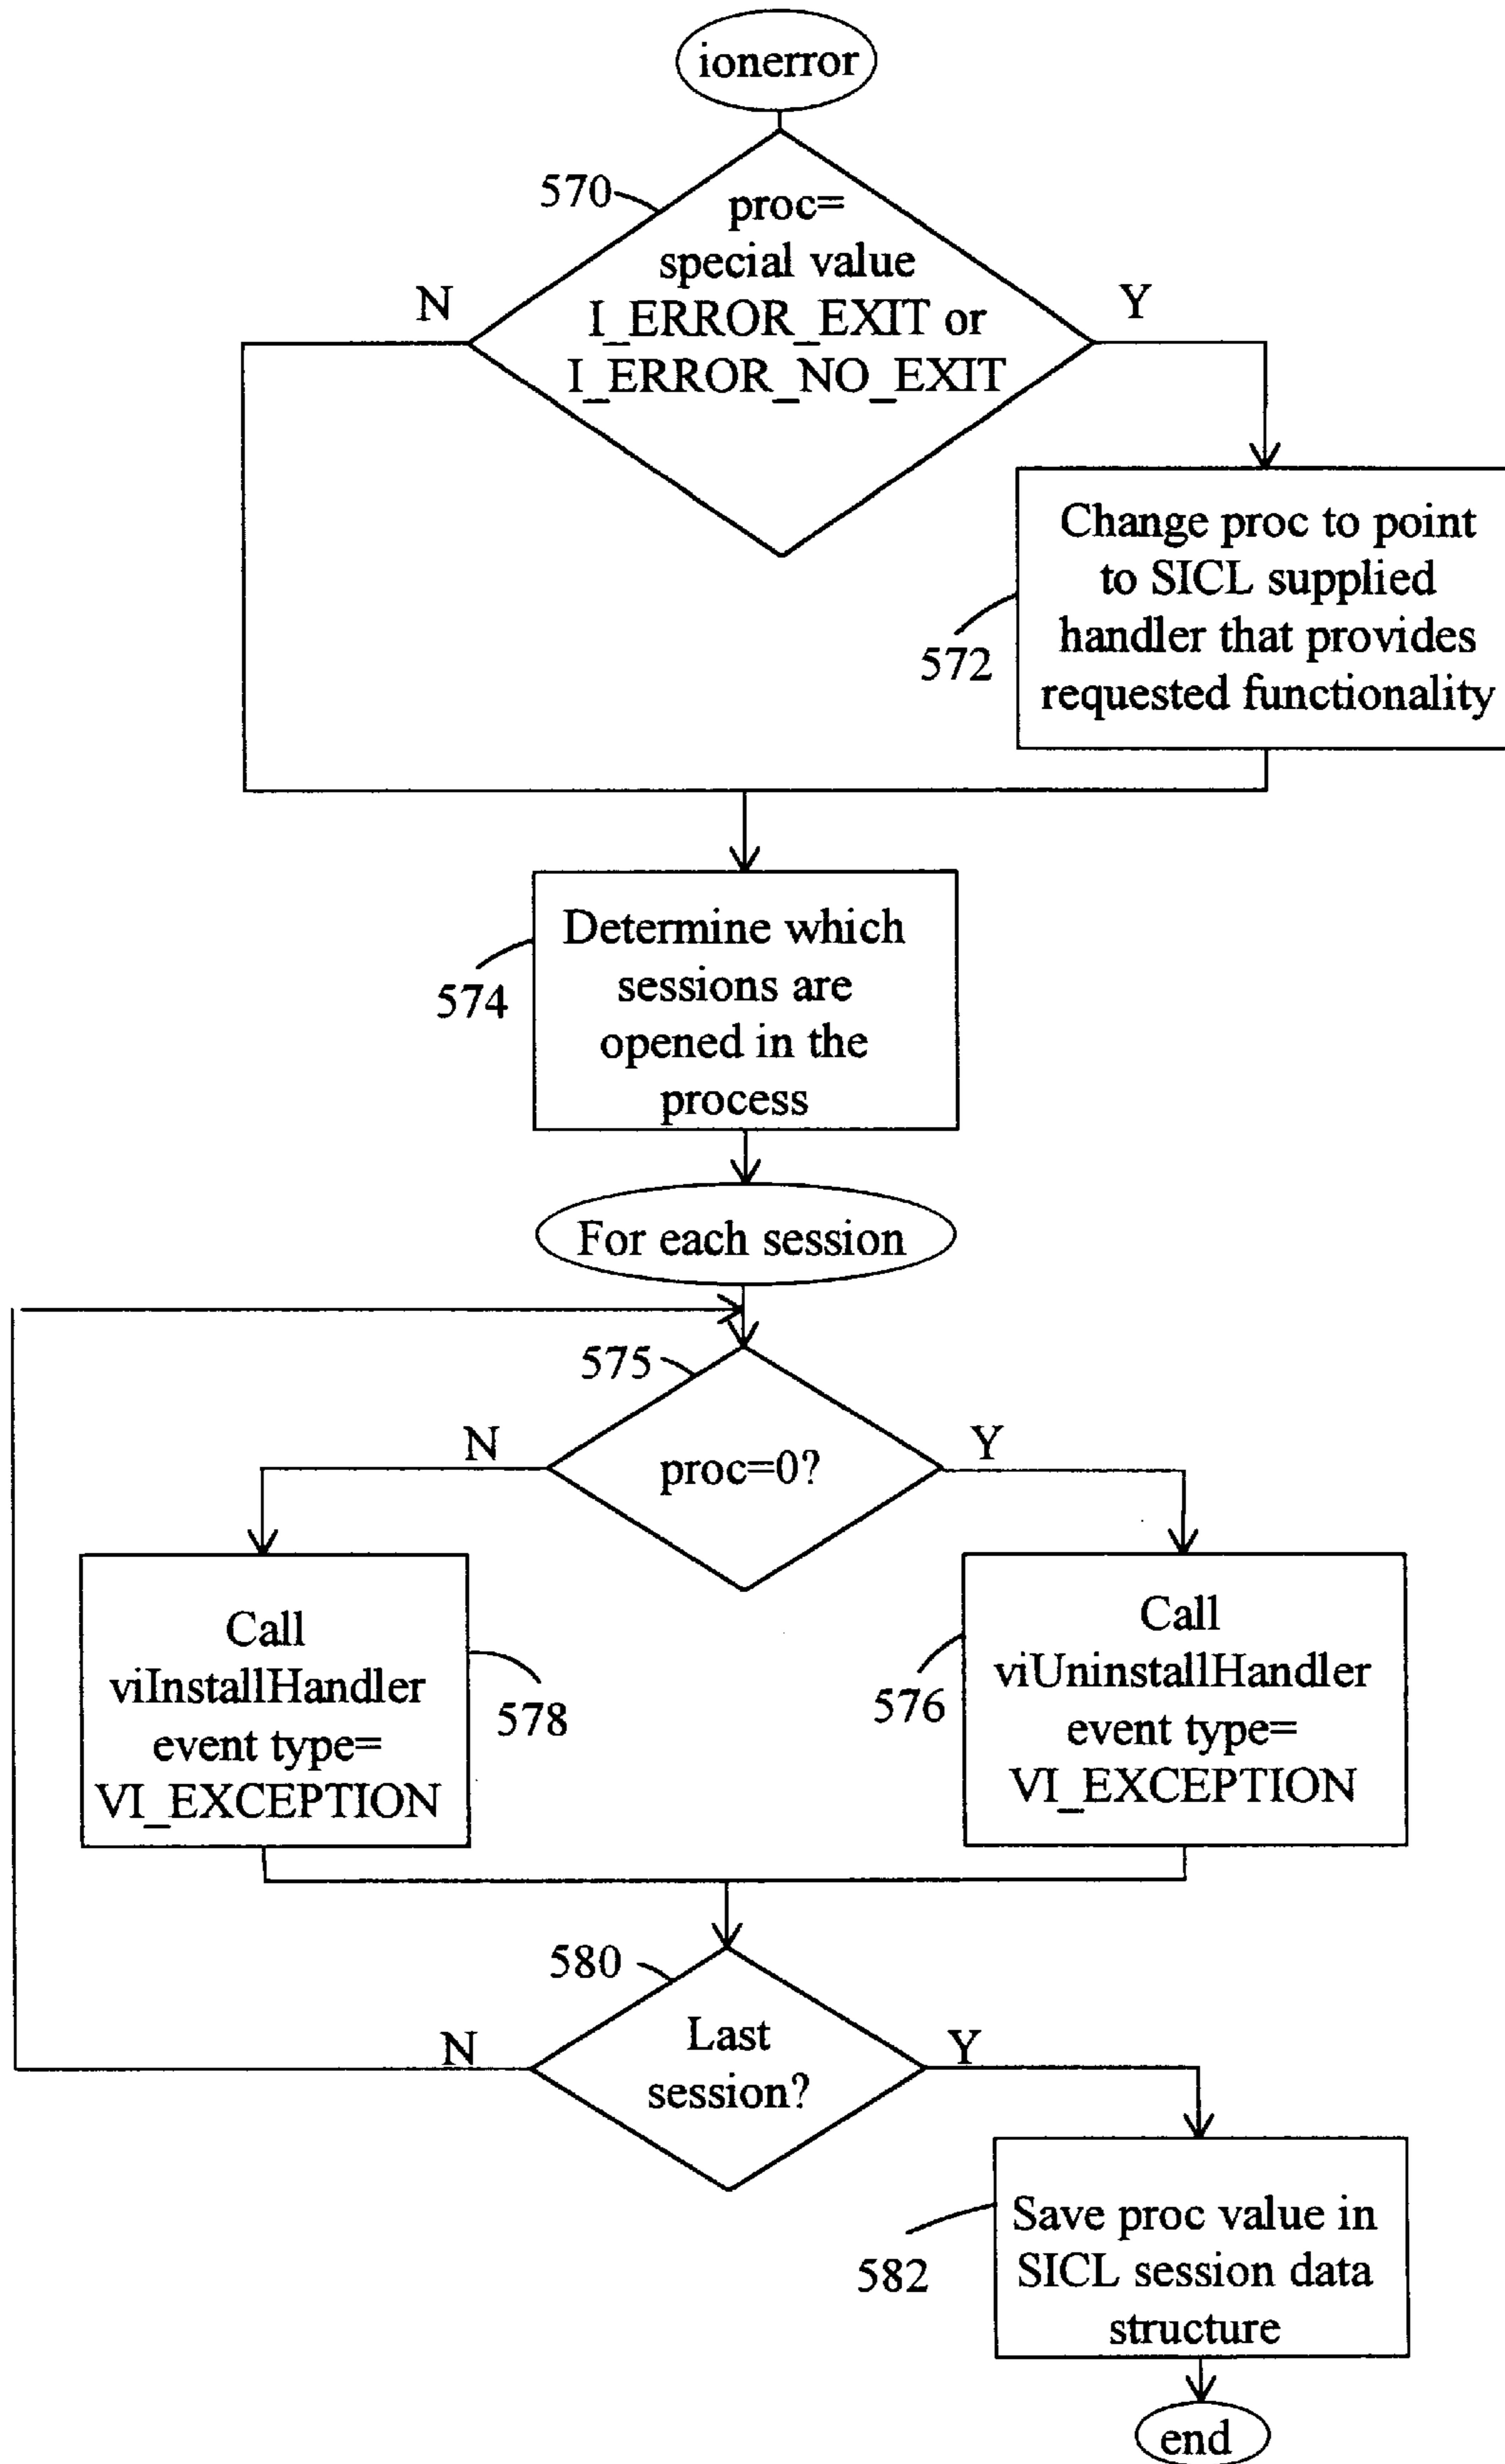 ionerror
570
proc=
special value
I_ERROR_EXIT or
I_ERROR_NO_EXIT
N
Y
Change proc to point
to SICL supplied
handler that provides
requested functionality
572
Determine which
sessions are
opened in the
process
574
For each session
575
proc=0?
N
Y
Call
viInstallHandler
event type=
VI_EXCEPTION
578
Call
viUninstallHandler
event type=
VI_EXCEPTION
576
580
Last
session?
N
Y
Save proc value in
SICL session data
structure
582
end